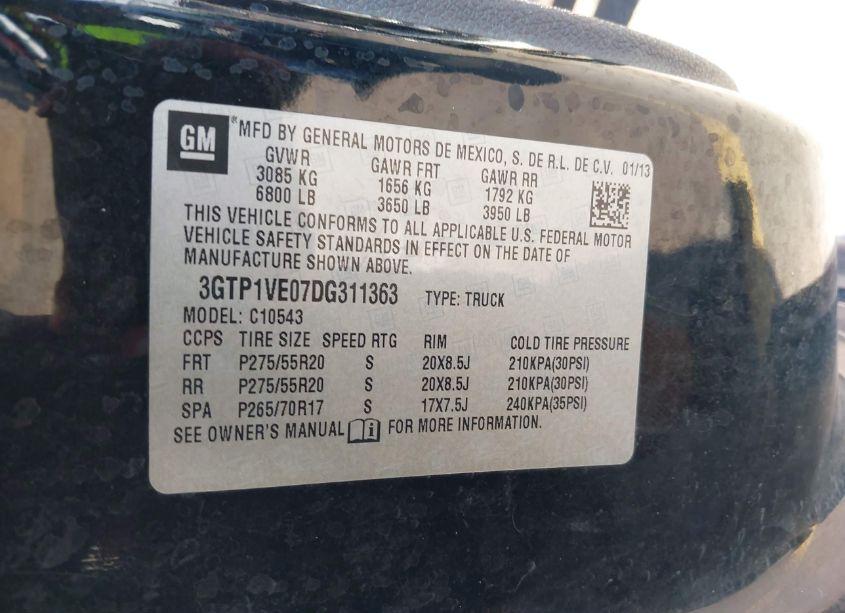 GM
*MFD BY GENERAL MOTORS DE MEXICO, S. DE R.L. DE C.V. 01/13
GVWR GAWR FRT GAWR RR
3085 KG 1656 KG 1792 KG
6800 LB 3650 LB 3950 LB
THIS VEHICLE CONFORMS TO ALL APPLICABLE U.S. FEDERAL MOTOR
VEHICLE SAFETY STANDARDS IN EFFECT ON THE DATE OF
MANUFACTURE SHOWN ABOVE.
3GTP1VE07DG311363 TYPE: TRUCK
MODEL: C10543
CCPS TIRE SIZE SPEED RTG RIM COLD TIRE PRESSURE
FRT P275/55R20 S 20X8.5J 210KPA(30PSI)
RR P275/55R20 S 20X8.5J 210KPA(30PSI)
SPA P265/70R17 S 17X7.5J 240KPA(35PSI)
SEE OWNER'S MANUAL FOR MORE INFORMATION.